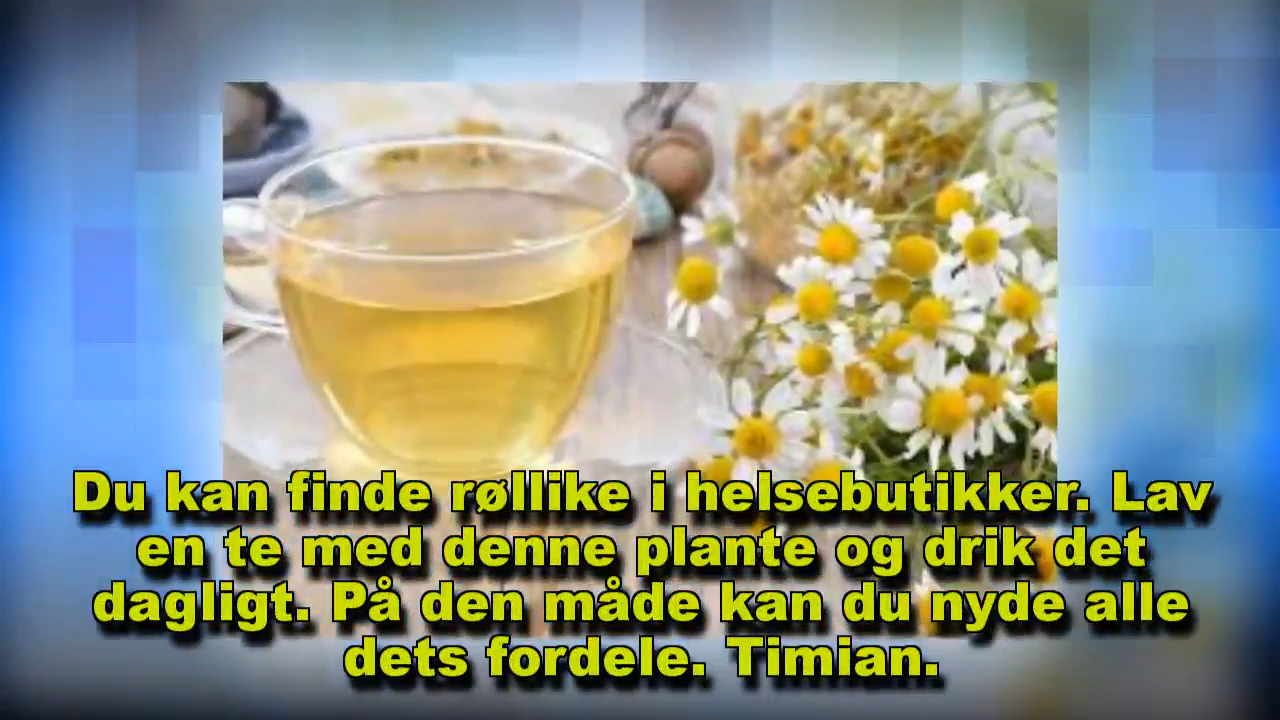 Du kan finde røllike i helsebutikker. Lav
en te med denne plante og drik det
dagligt. På den måde kan du nyde alle
dets fordele. Timian.